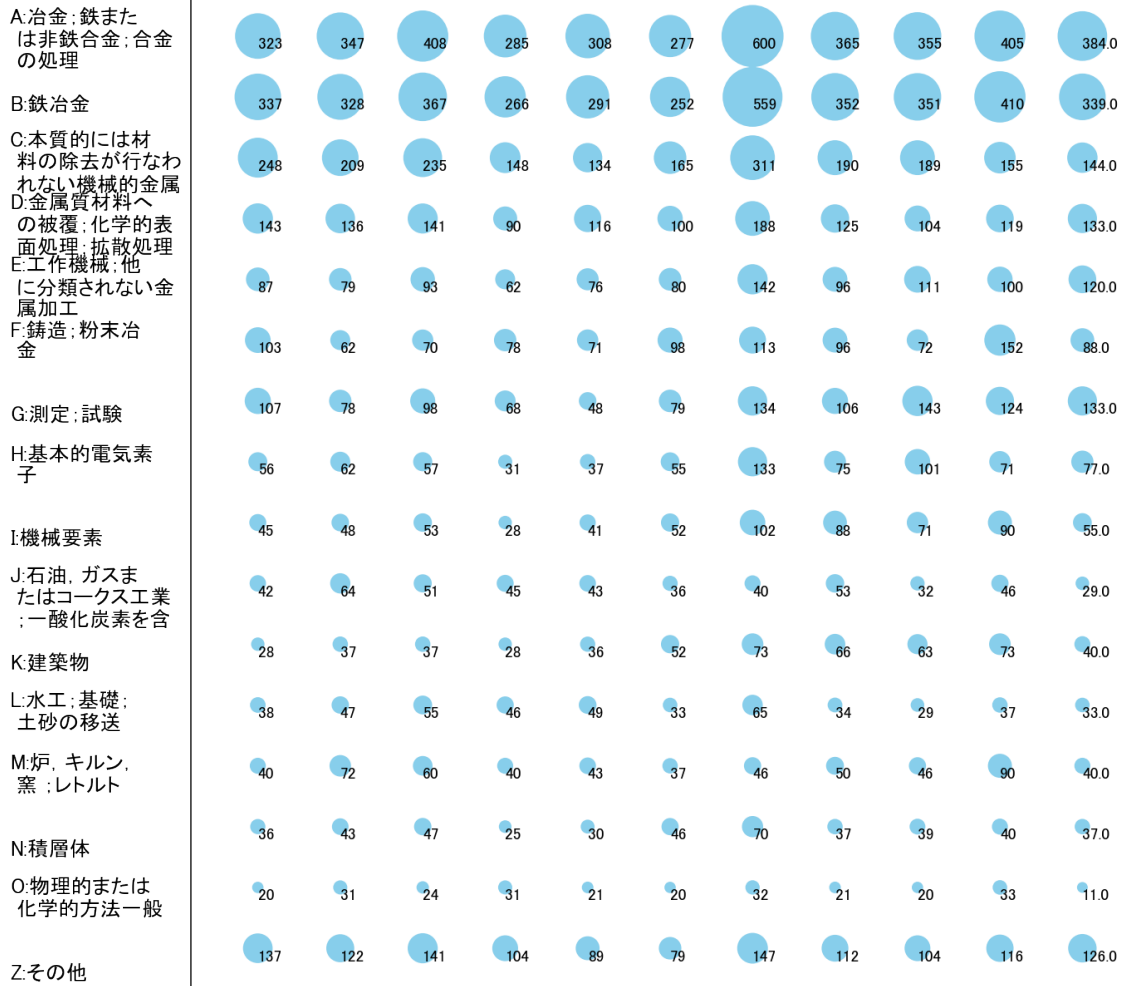 A:冶金;鉄また
は非鉄合金;合金
の処理
323 347 408 285 308 277 600 365 355 405 384.0
B:鉄冶金
337 328 367 266 291 252 559 352 351 410 339.0
C:本質的には材
料の除去が行なわ
れない機械的金属
248 209 235 148 134 165 311 190 189 155 144.0
D:金属質材料へ
の被覆;化学的表
面処理;拡散処理
143 136 141 90 116 100 188 125 104 119 133.0
E:工作機械;他
に分類されない金
属加工
87 79 93 62 76 80 142 96 111 100 120.0
F:鋳造;粉末冶
金
103 62 70 78 71 98 113 96 72 152 88.0
G:測定;試験
107 78 98 68 48 79 134 106 143 124 133.0
H:基本的電気素
子
56 62 57 31 37 55 133 75 101 71 77.0
I:機械要素
45 48 53 28 41 52 102 88 71 90 55.0
J:石油, ガスま
たはコークス工業
;一酸化炭素を含
42 64 51 45 43 36 40 53 32 46 29.0
K:建築物
28 37 37 28 36 52 73 66 63 73 40.0
L:水工;基礎;
土砂の移送
38 47 55 46 49 33 65 34 29 37 33.0
M:炉, キルン,
窯 ;レトルト
40 72 60 40 43 37 46 50 46 90 40.0
N:積層体
36 43 47 25 30 46 70 37 39 40 37.0
O:物理的または
化学的方法一般
20 31 24 31 21 20 32 21 20 33 11.0
Z:その他
137 122 141 104 89 79 147 112 104 116 126.0